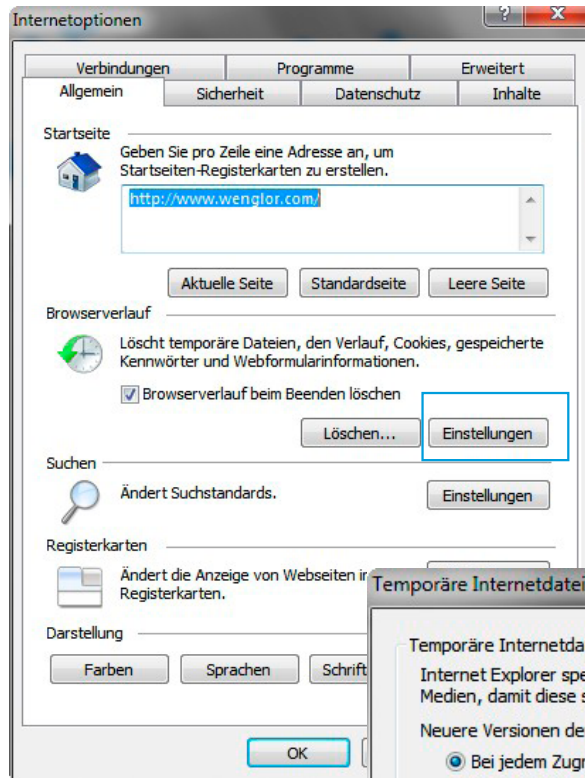 Internetoptionen
?
X
Verbindungen Programme Erweitert
Allgemein Sicherheit Datenschutz Inhalte
Startseite
Geben Sie pro Zeile eine Adresse an, um
Startseiten-Registerkarten zu erstellen.
http://www.wenglor.com/
Aktuelle Seite Standardseite Leere Seite
Browserverlauf
Löscht temporäre Dateien, den Verlauf, Cookies, gespeicherte
Kennwörter und Webformularinformationen.
Browserverlauf beim Beenden löschen
Löschen... Einstellungen
Suchen
Ändert Suchstandards.
Einstellungen
Registerkarten
Ändert die Anzeige von Webseiten in
Registerkarten.
Darstellung
Farben Sprachen Schrift
OK
Temporäre Internetdatei
Temporäre Internetda
Internet Explorer spe
Medien, damit diese s
Neuere Versionen de
Bei jedem Zugr